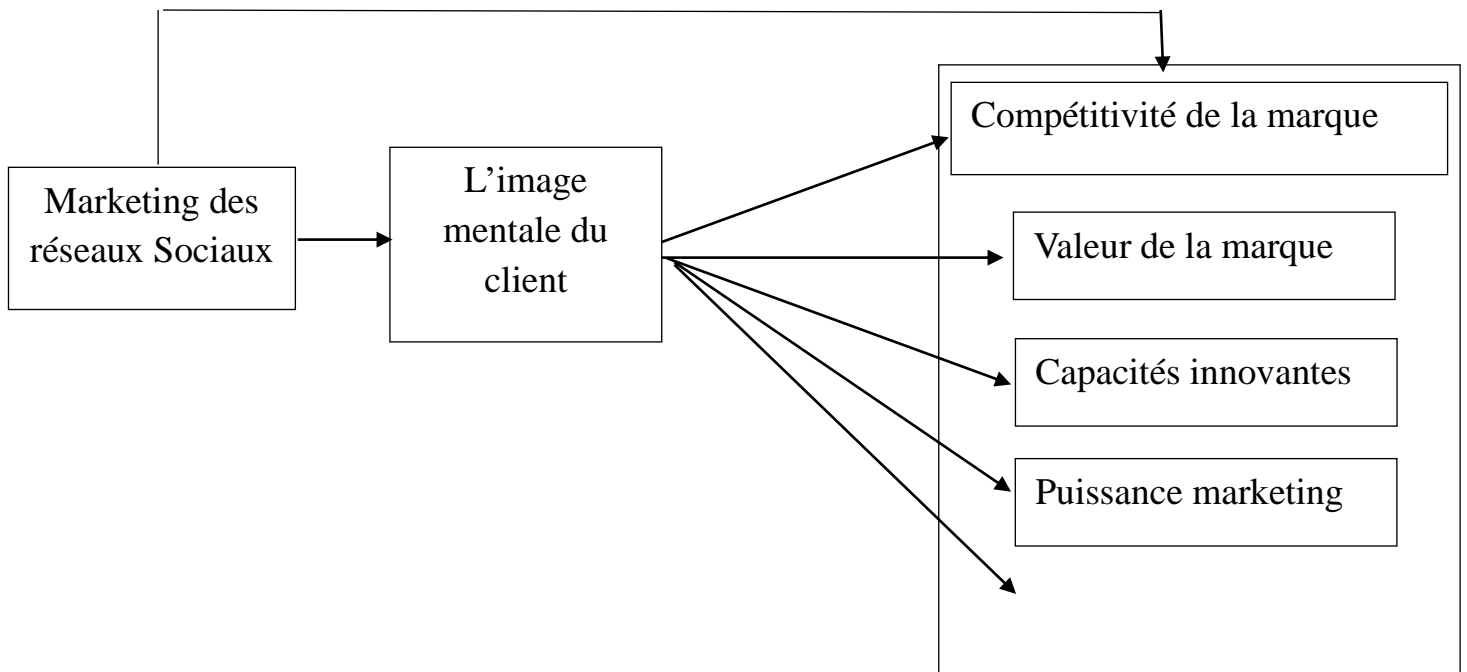 Compétitivité de la marque
Marketing des
réseaux Sociaux
L’image
mentale du
client
Valeur de la marque
Capacités innovantes
Puissance marketing